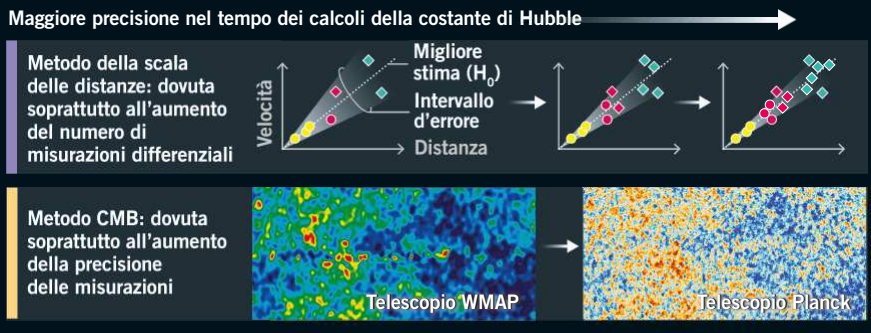 Maggiore precisione nel tempo dei calcoli della costante di Hubble
Metodo della scala
delle distanze: dovuta
soprattutto all'aumento
del numero di
misurazioni differenziali
Velocità
Migliore
stima (H0)
Intervallo
d'errore
Distanza
Metodo CMB: dovuta
soprattutto all'aumento
della precisione
delle misurazioni
Telescopio WMAP
Telescopio Planck